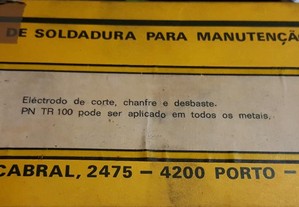 DE SOLDADURA PARA MANUTENÇÃ
Eléctrodo de corte, chanfre e desbaste.
PN TR 100 pode ser aplicado em todos os metais.
CABRAL, 2475 — 4200 PORTO —